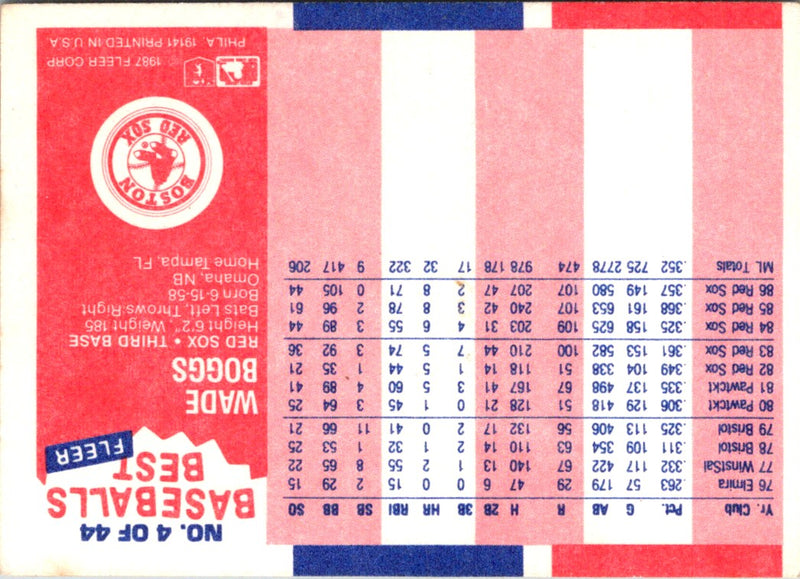 NO. 4 OF 44
BASEBALLS
BEST
FLEER
WADE
BOGGS
RED SOX • THIRD BASE
Height 6'2" Weight 185
Bats Left, Throws Right
Born 6-15-58
Omaha, NB
Home Tampa, FL
BOSTON
RED SOX
1987 FLEER CORP
PHILA. 19141 PRINTED IN U.S.A
Yr. Club Pct. G AB R H 2B 3B HR RBI SB BB SO
76 Elmira .263 57 179 29 47 6 0 0 15 2 29 15
77 Winstsal .332 117 422 67 140 13 1 2 55 8 65 22
78 Bristol .311 109 354 63 110 14 2 1 32 1 53 25
79 Bristol .325 113 406 56 132 17 2 0 41 11 66 21
80 Pawtckt .306 129 418 51 128 21 0 1 45 3 64 25
81 Pawtckt .335 137 498 67 167 41 3 5 60 4 89 41
82 Red Sox .349 104 338 51 118 14 1 5 44 1 35 21
83 Red Sox .361 153 582 100 210 44 7 5 74 3 92 36
84 Red Sox .325 158 625 109 203 31 4 6 55 3 89 44
85 Red Sox .368 161 653 107 240 42 3 8 78 2 96 61
86 Red Sox .357 149 580 107 207 47 2 8 71 0 105 44
ML Totals .352 725 2778 474 978 178 17 32 322 9 417 206